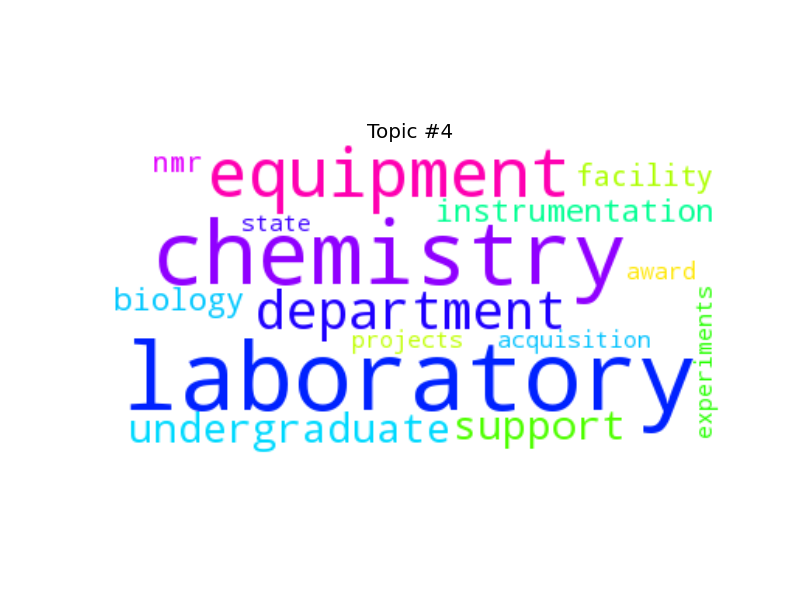 Topic #4
nmr equipment facility
instrumentation
state
chemistry
award
biology department
projects acquisition
experiments
laboratory
undergraduate support